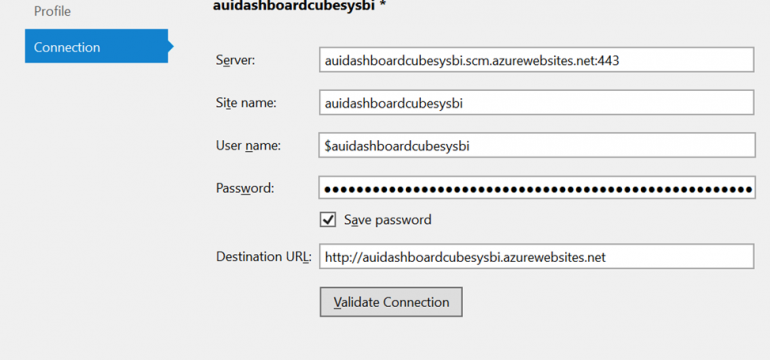 auidashboardcubesysbi *
Profile
Connection
Server: auidashboardcubesysbi.scm.azurewebsites.net:443
Site name: auidashboardcubesysbi
User name: $auidashboardcubesysbi
Password: ●●●●●●●●●●●●●●●●●●●●●●●●●●●●●●●●●●●●●●●●●●●●●●●●●●●●●
Save password
Destination URL: http://auidashboardcubesysbi.azurewebsites.net
Validate Connection